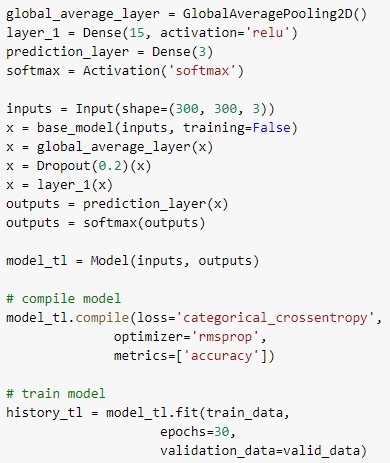 global_average_layer = GlobalAveragePooling2D()
layer_1 = Dense(15, activation='relu')
prediction_layer = Dense(3)
softmax = Activation('softmax')

inputs = Input(shape=(300, 300, 3))
x = base_model(inputs, training=False)
x = global_average_layer(x)
x = Dropout(0.2)(x)
x = layer_1(x)
outputs = prediction_layer(x)
outputs = softmax(outputs)

model_tl = Model(inputs, outputs)

# compile model
model_tl.compile(loss='categorical_crossentropy',
              optimizer='rmsprop',
              metrics=['accuracy'])

# train model
history_tl = model_tl.fit(train_data,
                    epochs=30,
                    validation_data=valid_data)